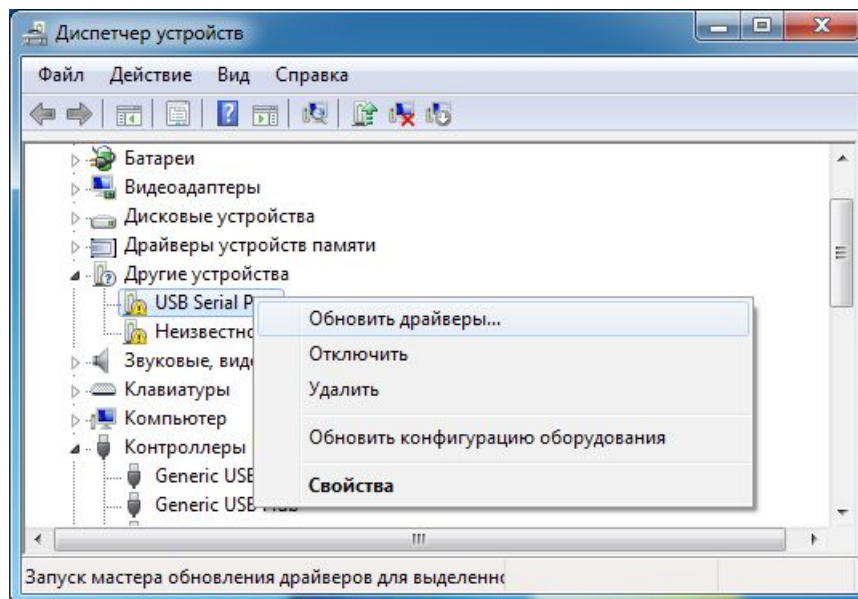 Диспетчер устройств
Файл Действие Вид Справка
Батареи
Видеоадаптеры
Дисковые устройства
Драйверы устройств памяти
Другие устройства
USB Serial P
Неизвестно
Звуковые, вид
Клавиатуры
Компьютер
Контроллеры
Generic USB
Generic USB Hub
Обновить драйверы...
Отключить
Удалить
Обновить конфигурацию оборудования
Свойства
Запуск мастера обновления драйверов для выделенно